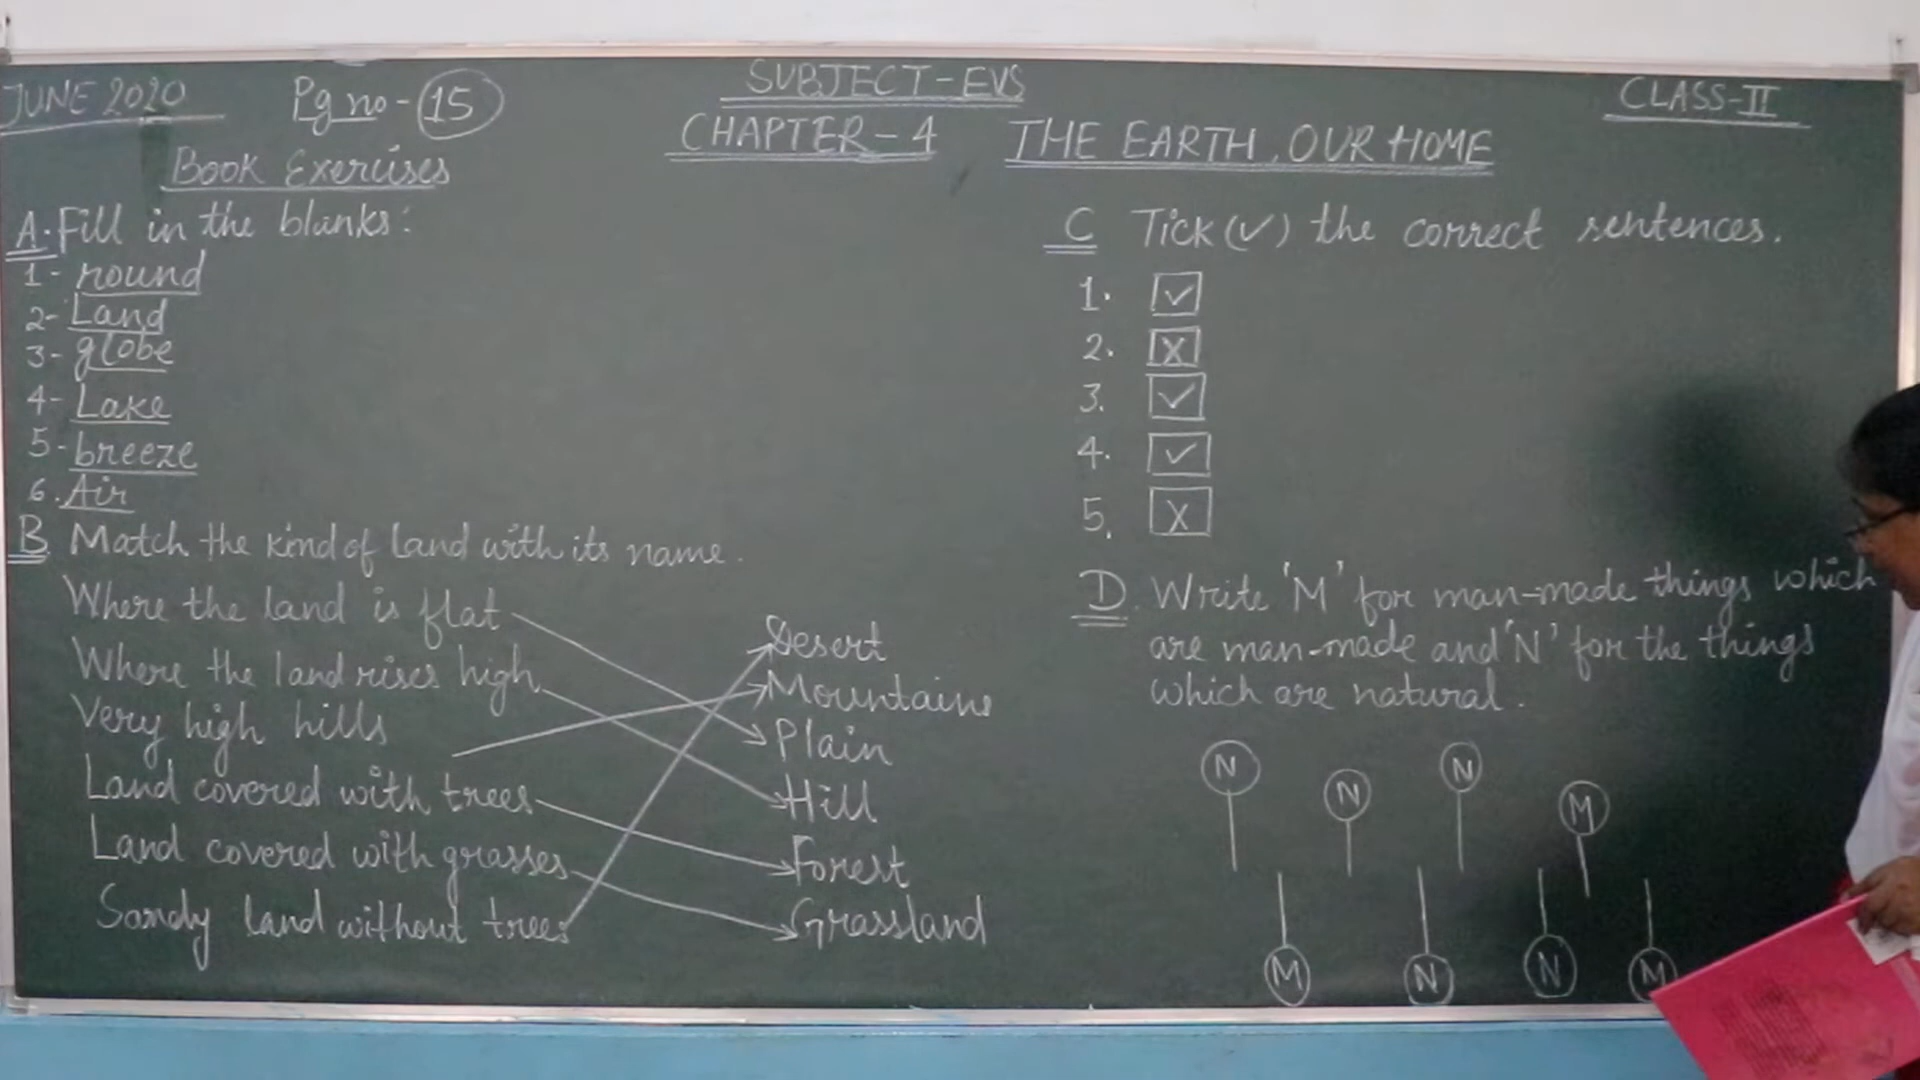 JUNE 2020
Pg no - 15
SUBJECT-EVS
CLASS-II
CHAPTER-4 THE EARTH, OUR HOME
Book Exercises
A. Fill in the blanks:
1- round
2- Land
3- globe
4- Lake
5- breeze
6. Air
B Match the kind of land with its name.
Where the land is flat
Where the land rises high
Very high hills
Land covered with trees
Land covered with grasses
Sandy land without trees
Desert
Mountains
Plain
Hill
Forest
Grassland
C Tick (✓) the correct sentences.
1. ✓
2. X
3. ✓
4. ✓
5. X
D. Write 'M' for man-made things which
are man-made and 'N' for the things
which are natural.
N N N M
M N N M